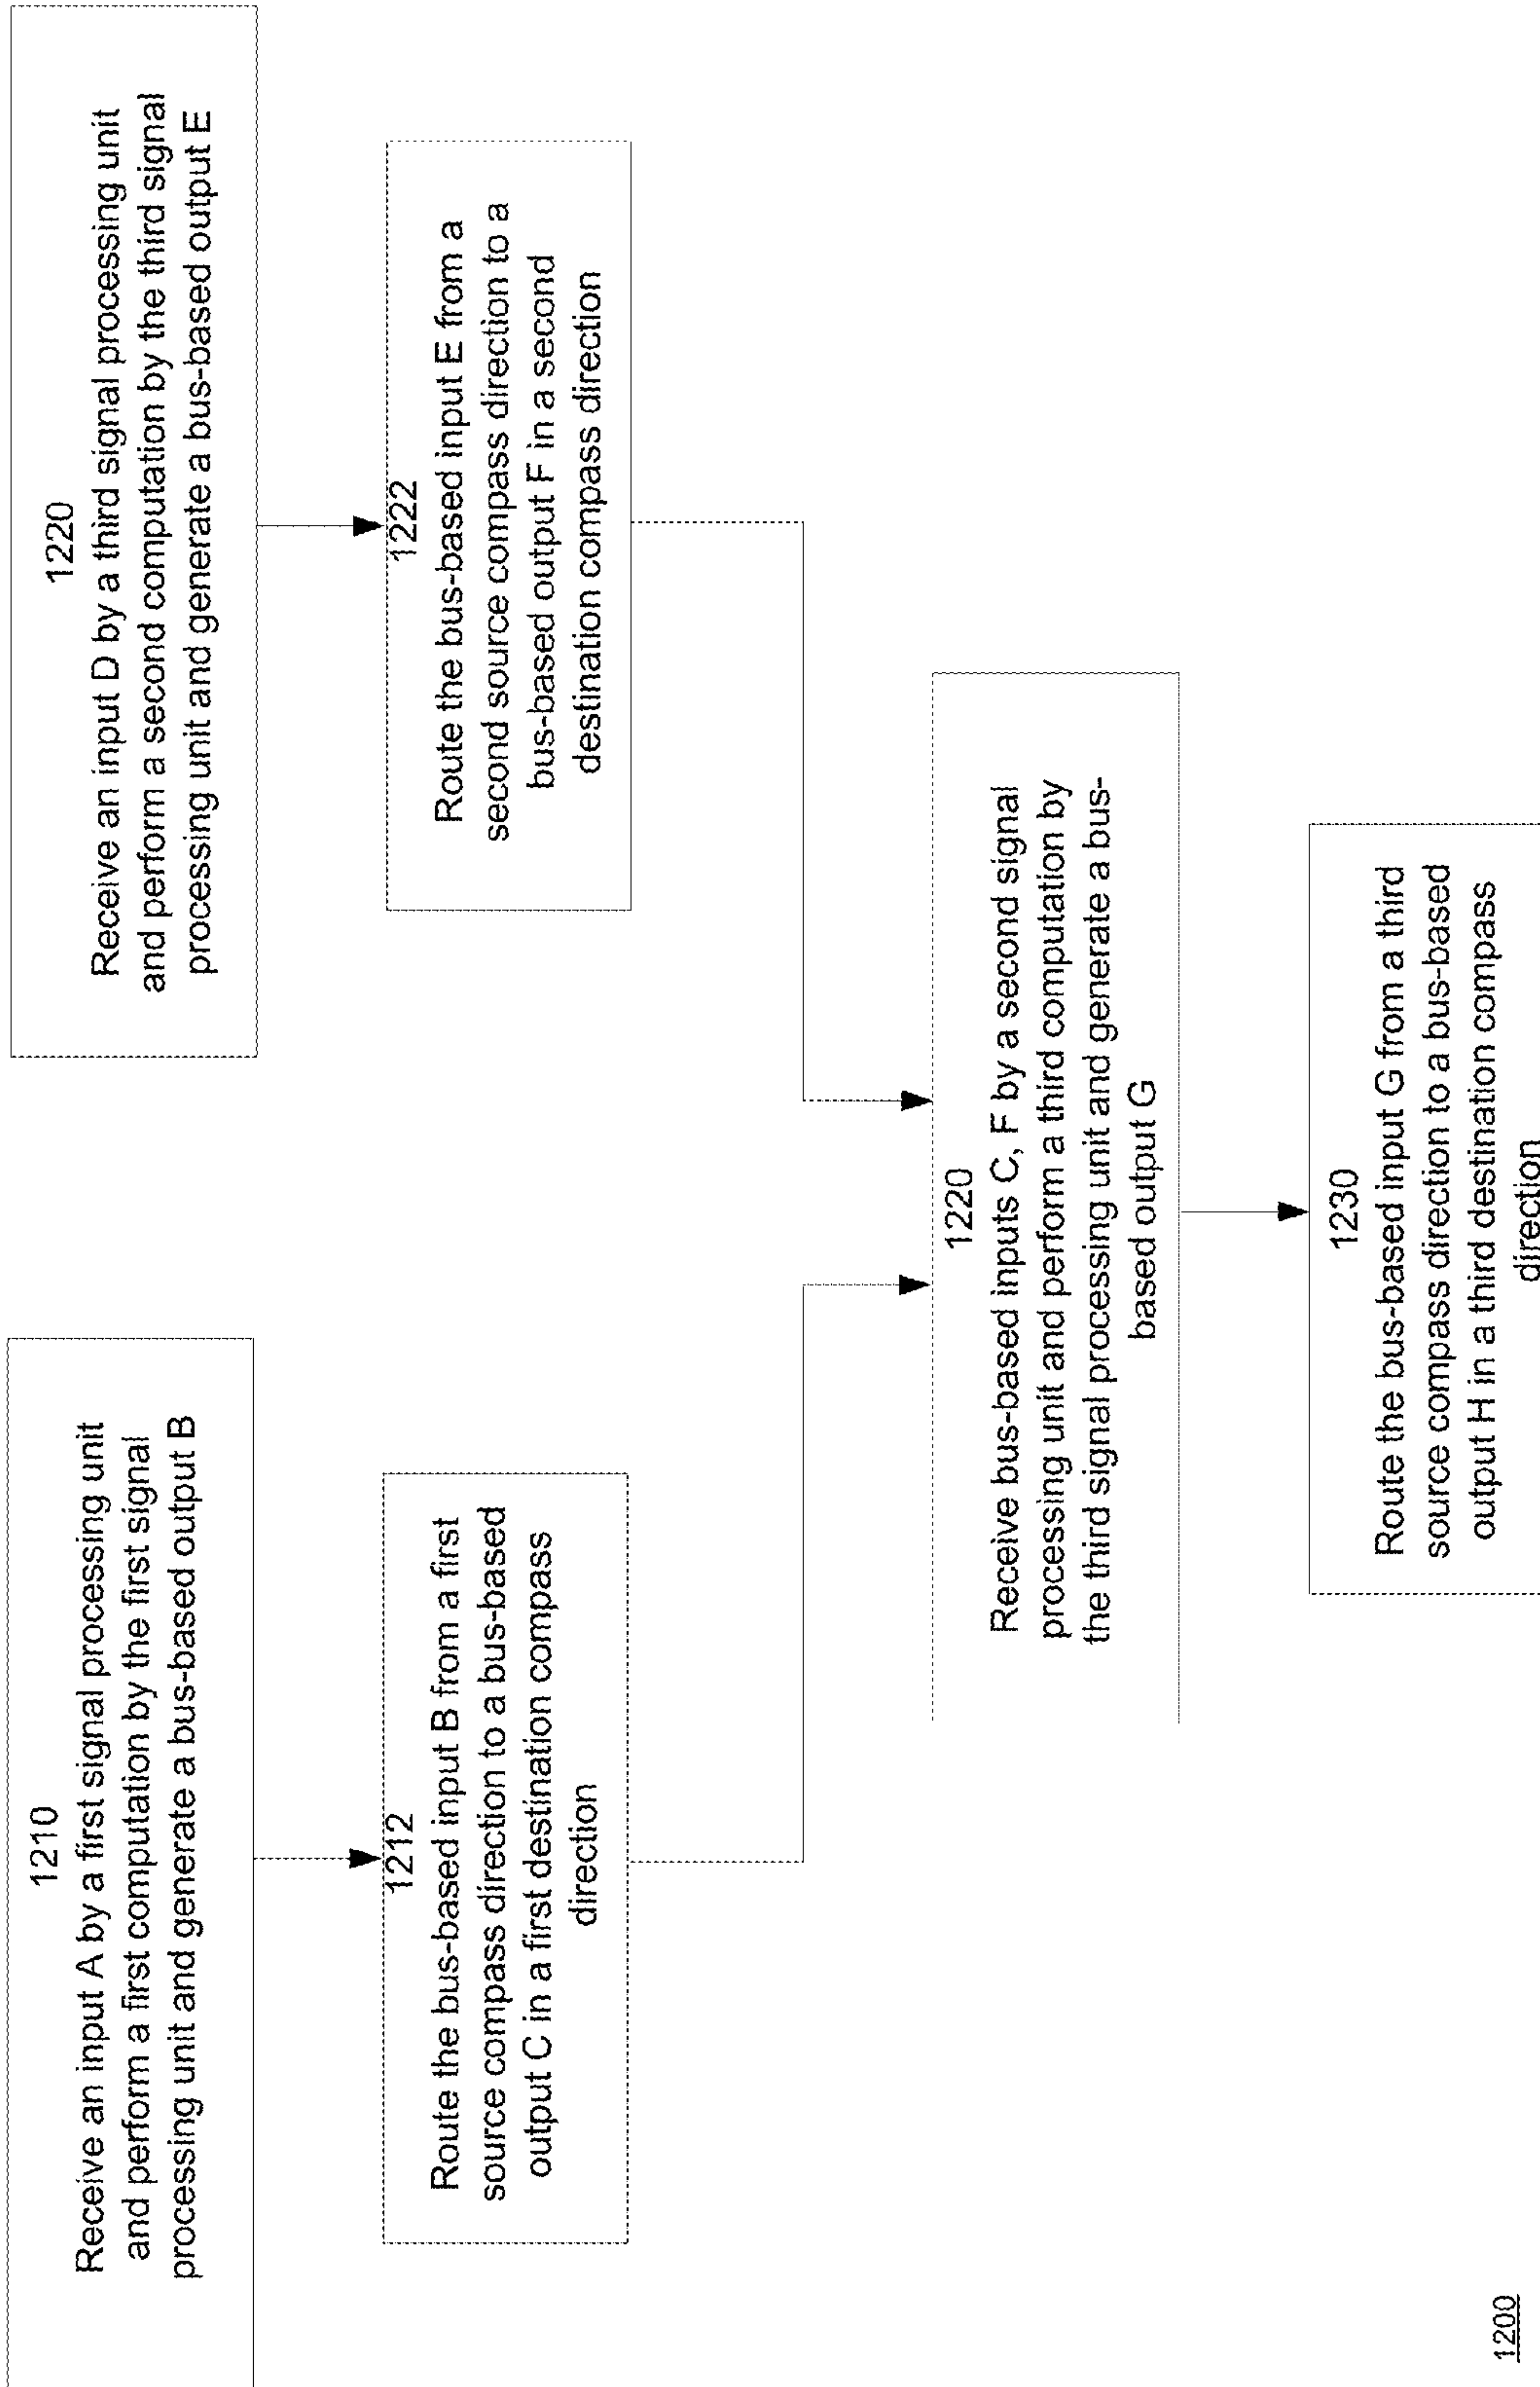 1210
Receive an input A by a first signal processing unit
and perform a first computation by the first signal
processing unit and generate a bus-based output B
1220
Receive an input D by a third signal processing unit
and perform a second computation by the third signal
processing unit and generate a bus-based output E
1212
Route the bus-based input B from a first
source compass direction to a bus-based
output C in a first destination compass
direction
1222
Route the bus-based input E from a
second source compass direction to a
bus-based output F in a second
destination compass direction
1220
Receive bus-based inputs C, F by a second signal
processing unit and perform a third computation by
the third signal processing unit and generate a bus-
based output G
1230
Route the bus-based input G from a third
source compass direction to a bus-based
output H in a third destination compass
direction
1200